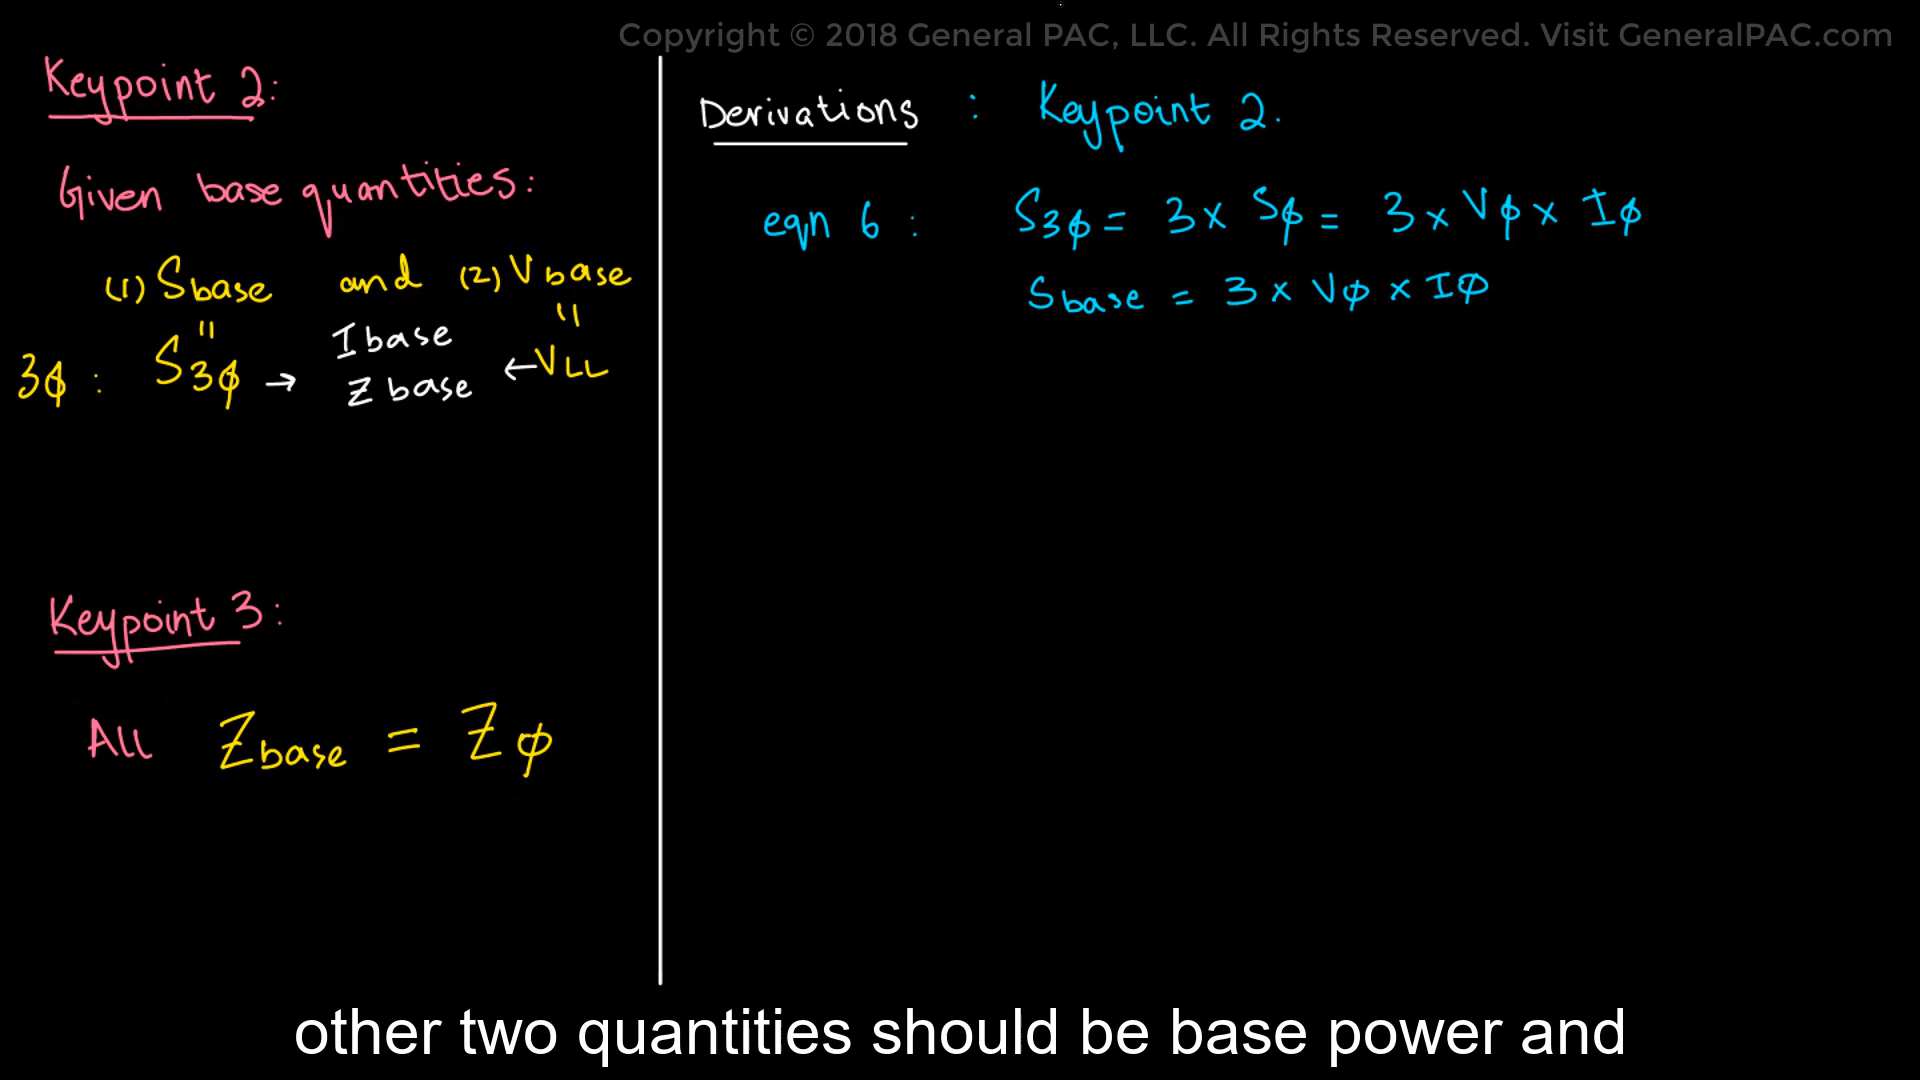 Copyright © 2018 General PAC, LLC. All Rights Reserved. Visit GeneralPAC.com
Keypoint 2:
Given base quantities:
(1) Sbase and (2) Vbase
= Ibase =
3ϕ : S3ϕ → Zbase ← VLL
Keypoint 3:
All Zbase = Zϕ
Derivations : Keypoint 2.
eqn 6 : S3ϕ = 3 x Sϕ = 3 x Vϕ x Iϕ
Sbase = 3 x Vϕ x Iϕ
other two quantities should be base power and